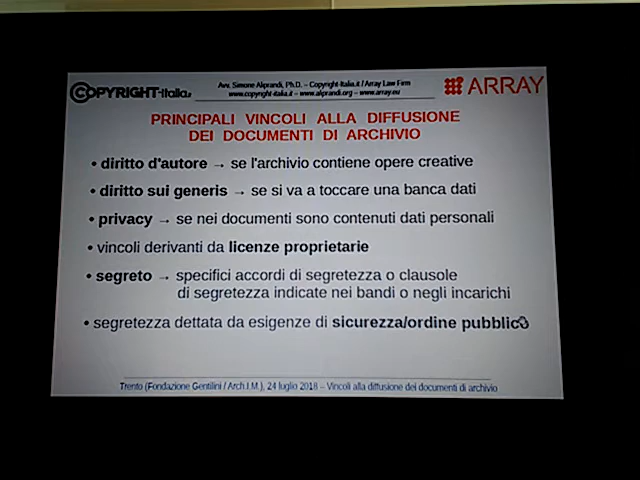 COPYRIGHT-Italia.it
Avv. Simone Aliprandi, Ph.D. – Copyright-Italia.it / Array Law Firm
www.copyright-italia.it – www.aliprandi.org – www.array.eu
ARRAY
PRINCIPALI VINCOLI ALLA DIFFUSIONE
DEI DOCUMENTI DI ARCHIVIO
• diritto d'autore → se l'archivio contiene opere creative
• diritto sui generis → se si va a toccare una banca dati
• privacy → se nei documenti sono contenuti dati personali
• vincoli derivanti da licenze proprietarie
• segreto → specifici accordi di segretezza o clausole
di segretezza indicate nei bandi o negli incarichi
• segretezza dettata da esigenze di sicurezza/ordine pubblico
Trento (Fondazione Gentilini / Arch.I.M.), 24 luglio 2018 – Vincoli alla diffusione dei documenti di archivio